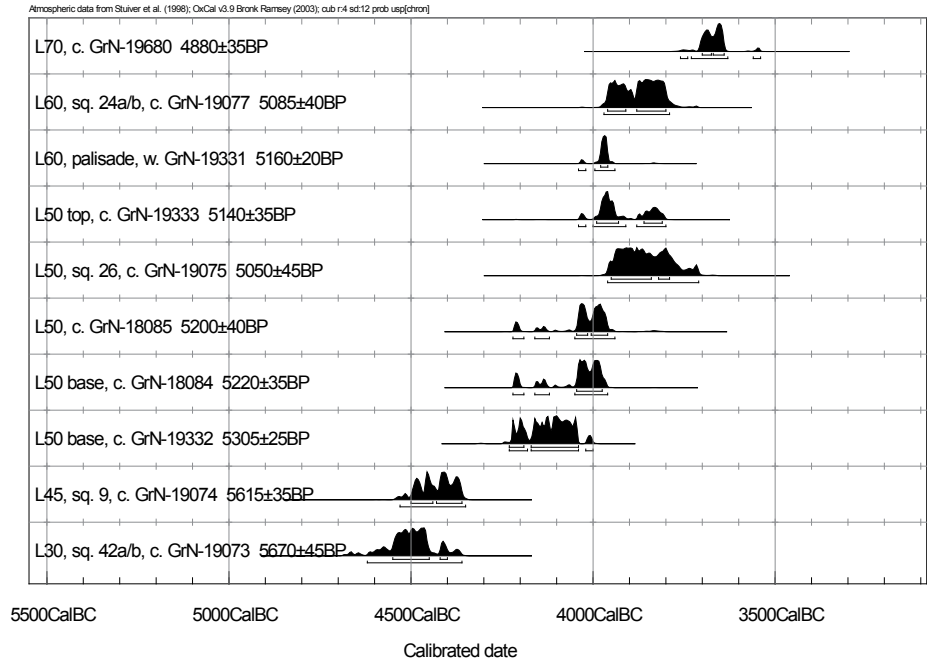 Atmospheric data from Stuiver et al. (1998); OxCal v3.9 Bronk Ramsey (2003); cub r:4 sd:12 prob usp[chron]
L70, c. GrN-19680 4880±35BP
L60, sq. 24a/b, c. GrN-19077 5085±40BP
L60, palisade, w. GrN-19331 5160±20BP
L50 top, c. GrN-19333 5140±35BP
L50, sq. 26, c. GrN-19075 5050±45BP
L50, c. GrN-18085 5200±40BP
L50 base, c. GrN-18084 5220±35BP
L50 base, c. GrN-19332 5305±25BP
L45, sq. 9, c. GrN-19074 5615±35BP
L30, sq. 42a/b, c. GrN-19073 5670±45BP
5500CalBC 5000CalBC 4500CalBC 4000CalBC 3500CalBC
Calibrated date